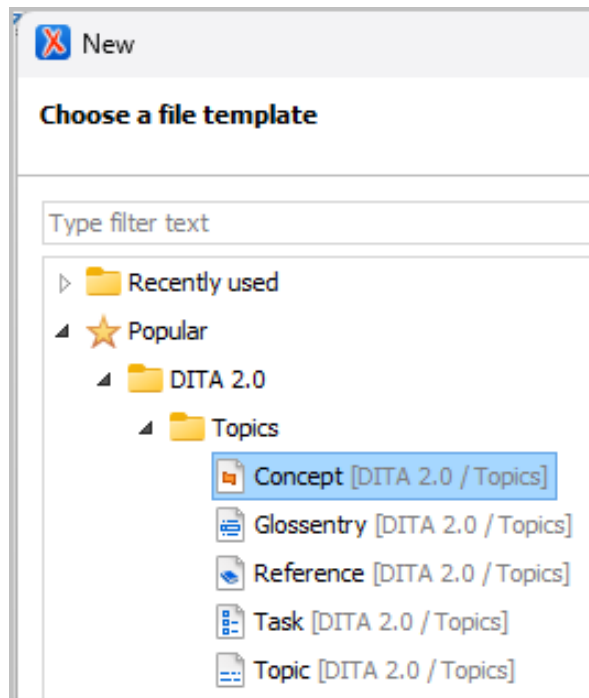 New
Choose a file template
Type filter text
Recently used
Popular
DITA 2.0
Topics
Concept [DITA 2.0 / Topics]
Glossentry [DITA 2.0 / Topics]
Reference [DITA 2.0 / Topics]
Task [DITA 2.0 / Topics]
Topic [DITA 2.0 / Topics]